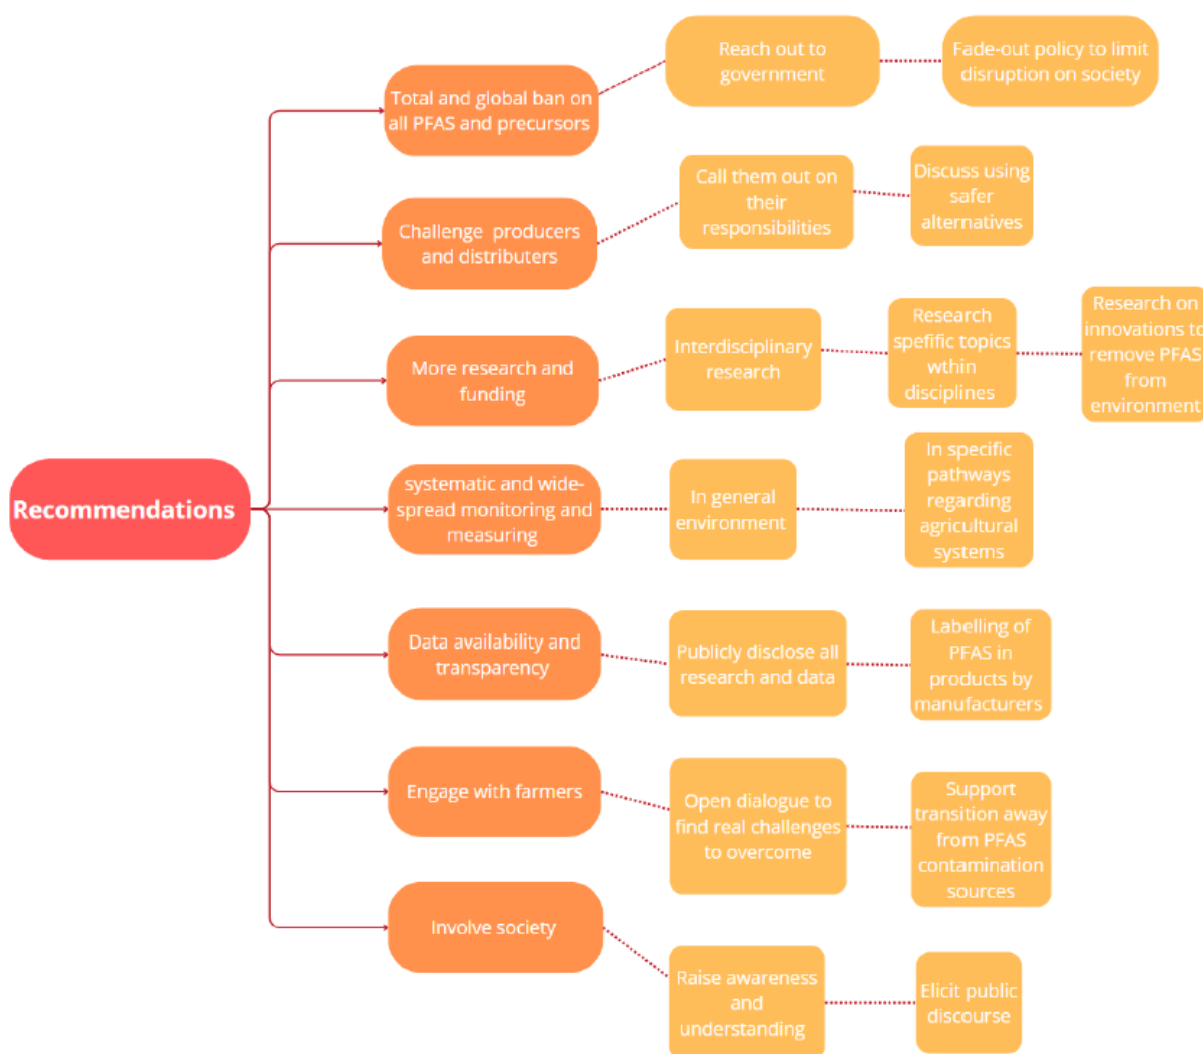 Recommendations
Total and global ban on
all PFAS and precursors
Reach out to
government
Fade-out policy to limit
disruption on society
Challenge producers
and distributers
Call them out on
their
responsibilities
Discuss using
safer
alternatives
More research and
funding
Interdisciplinary
research
Research
spefific topics
wthin
disciplines
Research on
innovations to
remove PFAS
from
environment
systematic and wide-
spread monitoring and
measuring
In general
environment
In specific
pathways
regarding
agricultural
systems
Data availability and
transparency
Publicly disclose all
research and data
Labelling of
PFAS in
products by
manufacturers
Engage with farmers
Open dialogue to
find real challenges
to overcome
Support
transition away
from PFAS
contamination
sources
Involve society
Raise awareness
and
understanding
Elicit public
discourse